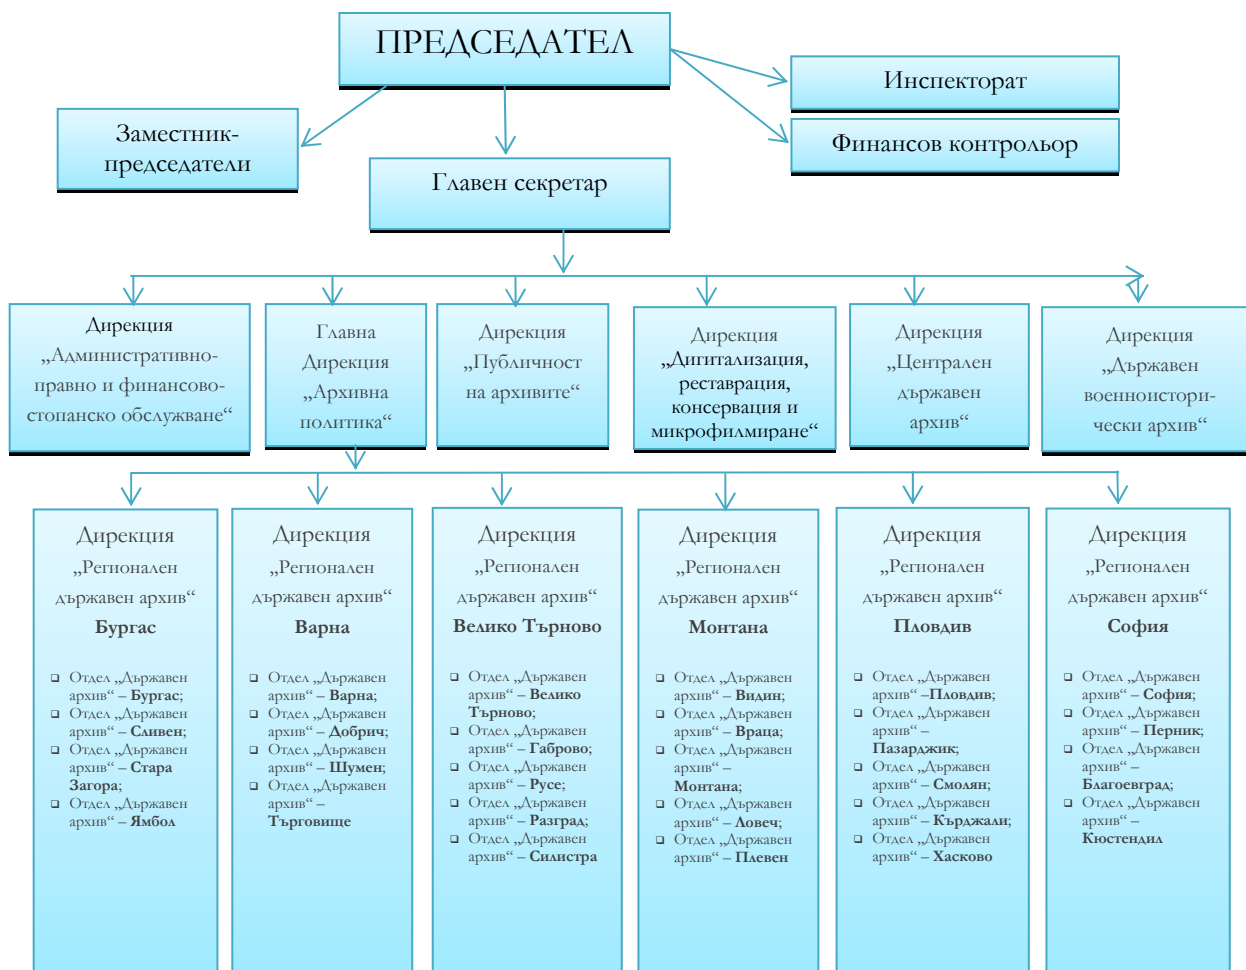 ПРЕДСЕДАТЕЛ
Инспекторат
Финансов контрольор
Заместник-
председатели
Главен секретар
Дирекция
„Административно-
правно и финансово-
стопанско обслужване“
Главна
Дирекция
„Архивна
политика“
Дирекция
„Публичност
на архивите“
Дирекция
„Дигитализация,
реставрация,
консервация и
микрофилмиране“
Дирекция
„Централен
държавен
архив“
Дирекция
„Държавен
военноистори-
чески архив“
Дирекция
„Регионален
държавен архив“
Бургас
Отдел „Държавен
архив“ – Бургас;
Отдел „Държавен
архив“ – Сливен;
Отдел „Държавен
архив“ – Стара
Загора;
Отдел „Държавен
архив“ – Ямбол
Дирекция
„Регионален
държавен архив“
Варна
Отдел „Държавен
архив“ – Варна;
Отдел „Държавен
архив“ – Добрич;
Отдел „Държавен
архив“ – Шумен;
Отдел „Държавен
архив“ –
Търговище
Дирекция
„Регионален
държавен архив“
Велико Търново
Отдел „Държавен
архив“ – Велико
Търново;
Отдел „Държавен
архив“ – Габрово;
Отдел „Държавен
архив“ – Русе;
Отдел „Държавен
архив“ – Разград;
Отдел „Държавен
архив“ – Силистра
Дирекция
„Регионален
държавен архив“
Монтана
Отдел „Държавен
архив“ – Видин;
Отдел „Държавен
архив“ – Враца;
Отдел „Държавен
архив“ –
Монтана;
Отдел „Държавен
архив“ – Ловеч;
Отдел „Държавен
архив“ – Плевен
Дирекция
„Регионален
държавен архив“
Пловдив
Отдел „Държавен
архив“ –Пловдив;
Отдел „Държавен
архив“ –
Пазарджик;
Отдел „Държавен
архив“ – Смолян;
Отдел „Държавен
архив“ – Кърджали;
Отдел „Държавен
архив“ – Хасково
Дирекция
„Регионален
държавен архив“
София
Отдел „Държавен
архив“ – София;
Отдел „Държавен
архив“ – Перник;
Отдел „Държавен
архив“ –
Благоевград;
Отдел „Държавен
архив“ –
Кюстендил